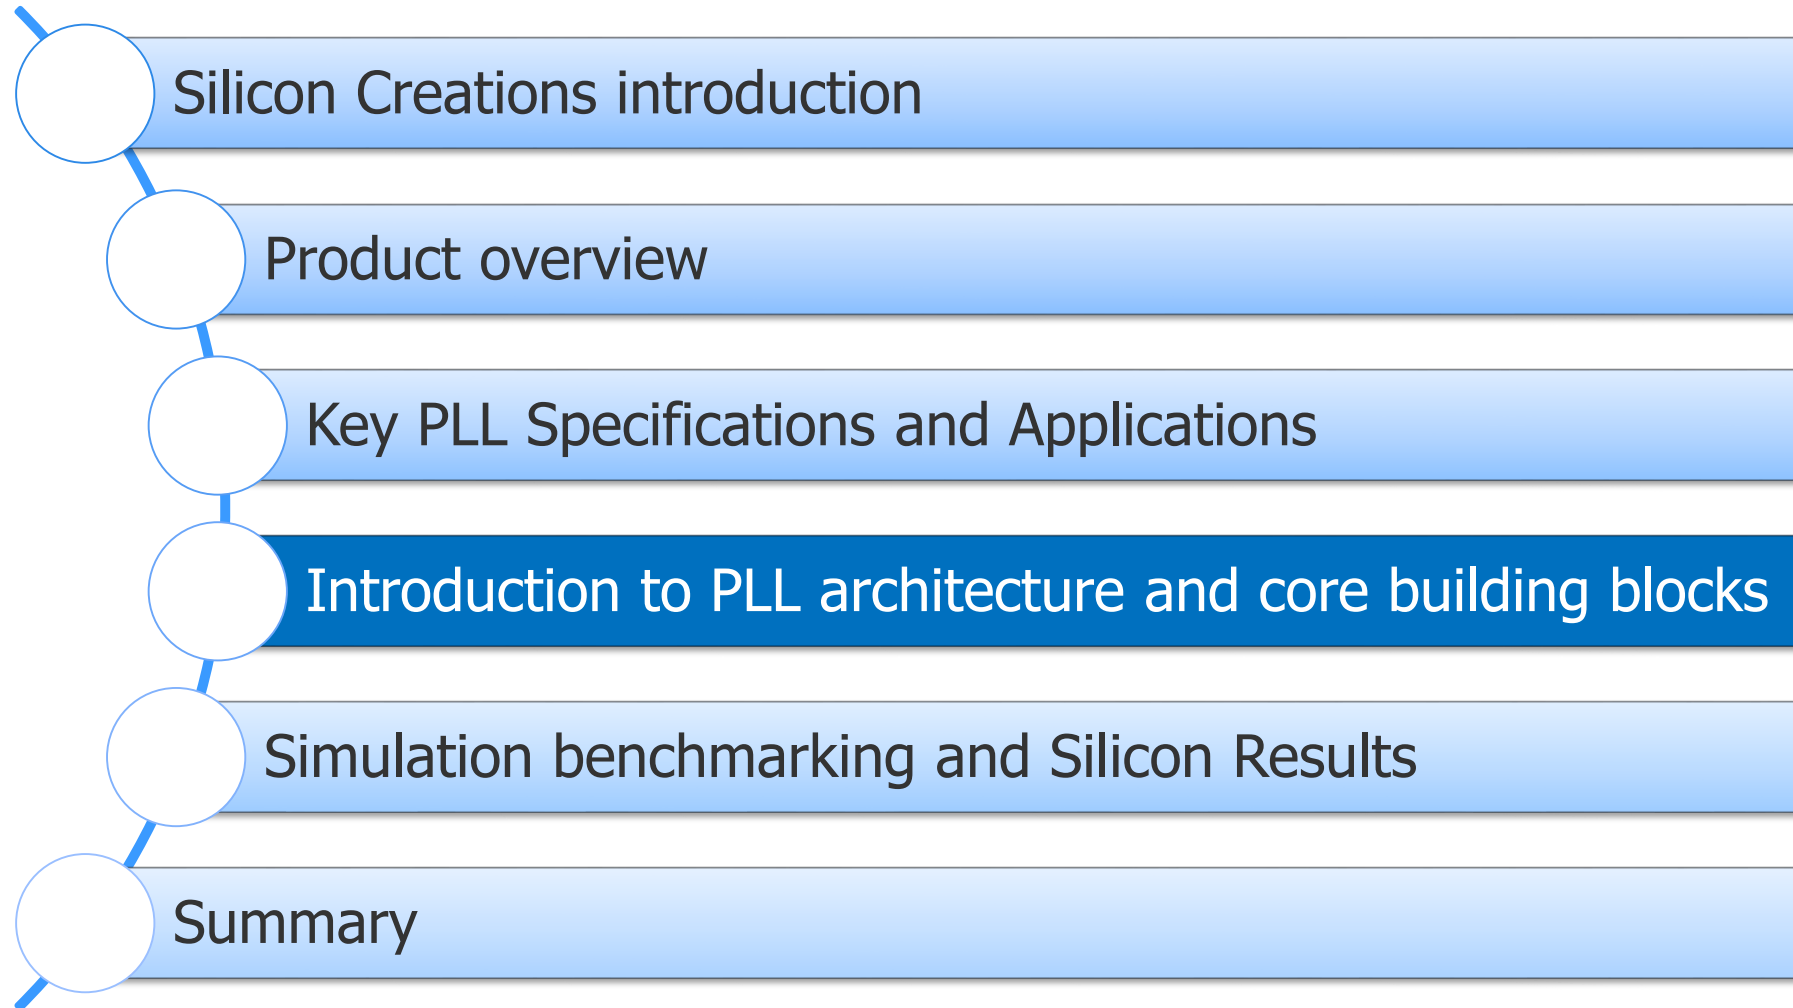 Silicon Creations introduction
Product overview
Key PLL Specifications and Applications
Introduction to PLL architecture and core building blocks
Simulation benchmarking and Silicon Results
Summary